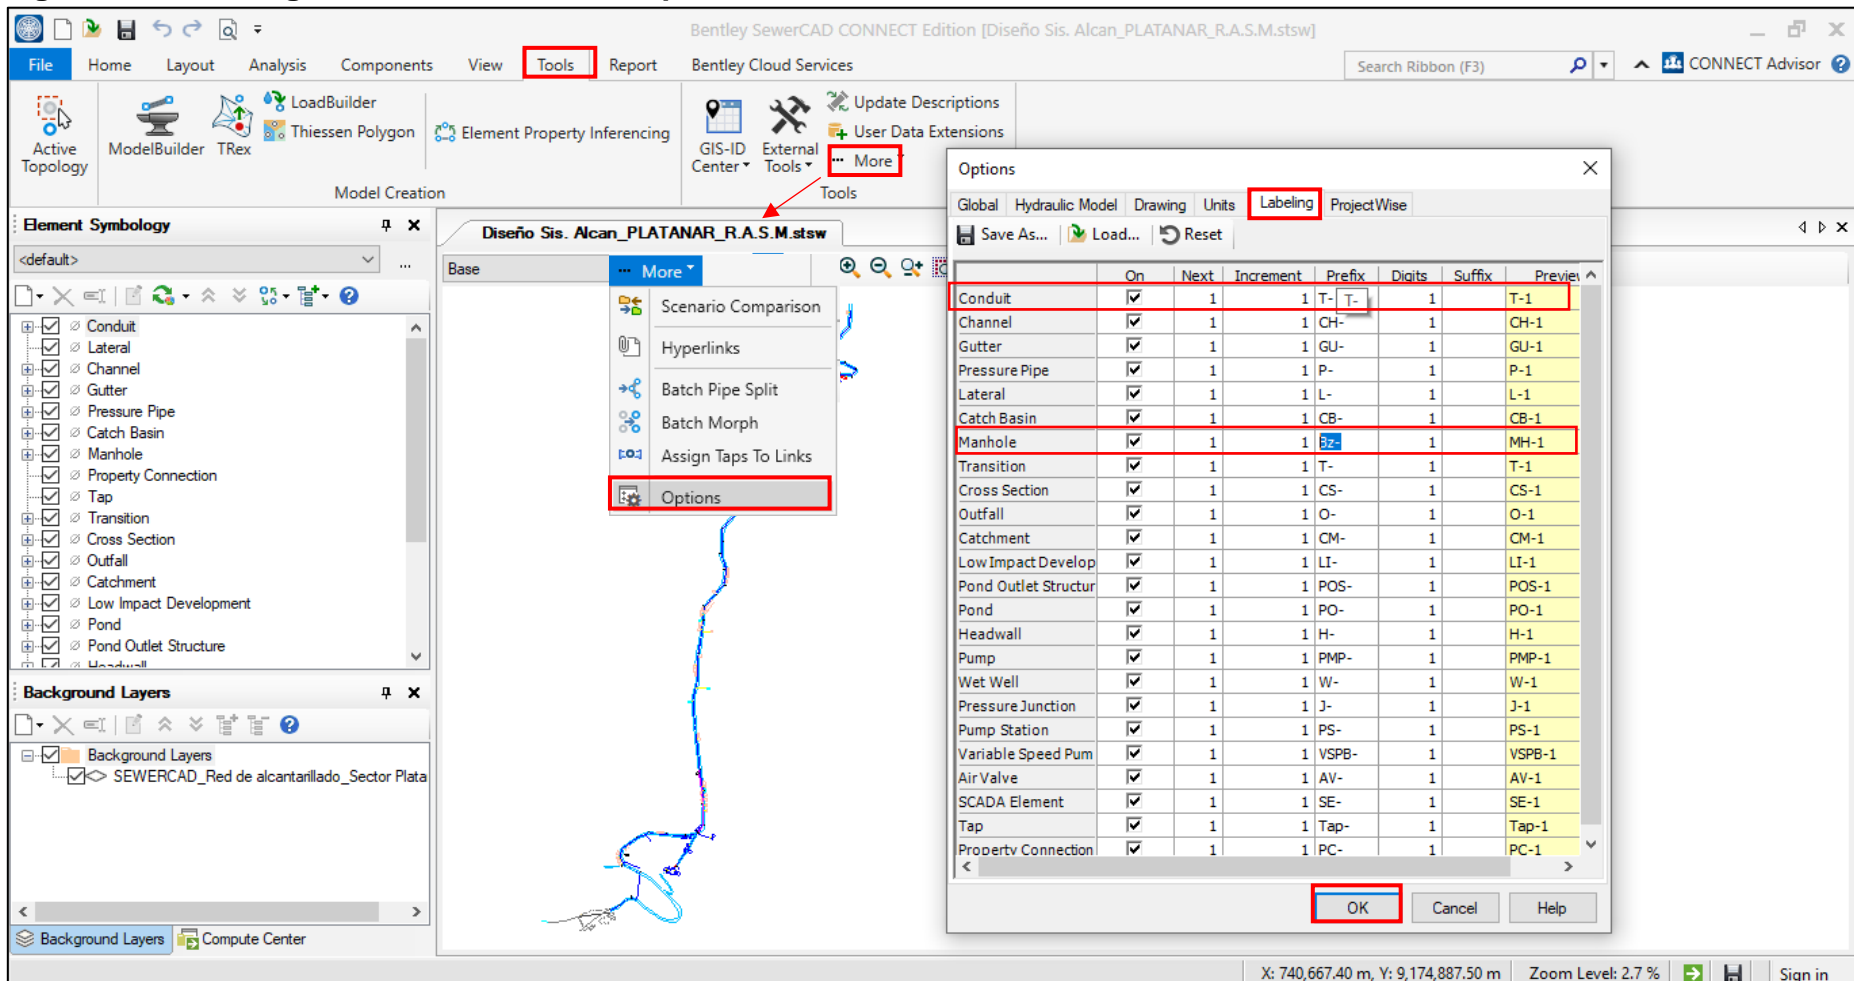 Bentley SewerCAD CONNECT Edition [Diseño Sis. Alcan_PLATANAR_R.A.S.M.stsw]
File Home Layout Analysis Components View Tools Report Bentley Cloud Services Search Ribbon (F3) CONNECT Advisor
Active Topology
ModelBuilder
TRex
LoadBuilder
Thiessen Polygon
Element Property Inferencing
Model Creation
GIS-ID Center
External Tools
Update Descriptions
User Data Extensions
More
Tools
Element Symbology
<default>
...
Conduit
Lateral
Channel
Gutter
Pressure Pipe
Catch Basin
Manhole
Property Connection
Tap
Transition
Cross Section
Outfall
Catchment
Low Impact Development
Pond
Pond Outlet Structure
Headwall
Background Layers
Background Layers
SEWERCAD_Red de alcantarillado_Sector Plata
Background Layers Compute Center
Diseño Sis. Alcan_PLATANAR_R.A.S.M.stsw
Base
More
Scenario Comparison
Hyperlinks
Batch Pipe Split
Batch Morph
Assign Taps To Links
Options
Options
Global Hydraulic Model Drawing Units Labeling ProjectWise
Save As... Load... Reset
On Next Increment Prefix Digits Suffix Preview
Conduit 1 1 T- T- 1 T-1
Channel 1 1 CH- 1 CH-1
Gutter 1 1 GU- 1 GU-1
Pressure Pipe 1 1 P- 1 P-1
Lateral 1 1 L- 1 L-1
Catch Basin 1 1 CB- 1 CB-1
Manhole 1 1 Bz- 1 MH-1
Transition 1 1 T- 1 T-1
Cross Section 1 1 CS- 1 CS-1
Outfall 1 1 O- 1 O-1
Catchment 1 1 CM- 1 CM-1
Low Impact Develop 1 1 LI- 1 LI-1
Pond Outlet Structur 1 1 POS- 1 POS-1
Pond 1 1 PO- 1 PO-1
Headwall 1 1 H- 1 H-1
Pump 1 1 PMP- 1 PMP-1
Wet Well 1 1 W- 1 W-1
Pressure Junction 1 1 J- 1 J-1
Pump Station 1 1 PS- 1 PS-1
Variable Speed Pum 1 1 VSPB- 1 VSPB-1
Air Valve 1 1 AV- 1 AV-1
SCADA Element 1 1 SE- 1 SE-1
Tap 1 1 Tap- 1 Tap-1
Property Connection 1 1 PC- 1 PC-1
OK Cancel Help
X: 740,667.40 m, Y: 9,174,887.50 m Zoom Level: 2.7 % Sign in